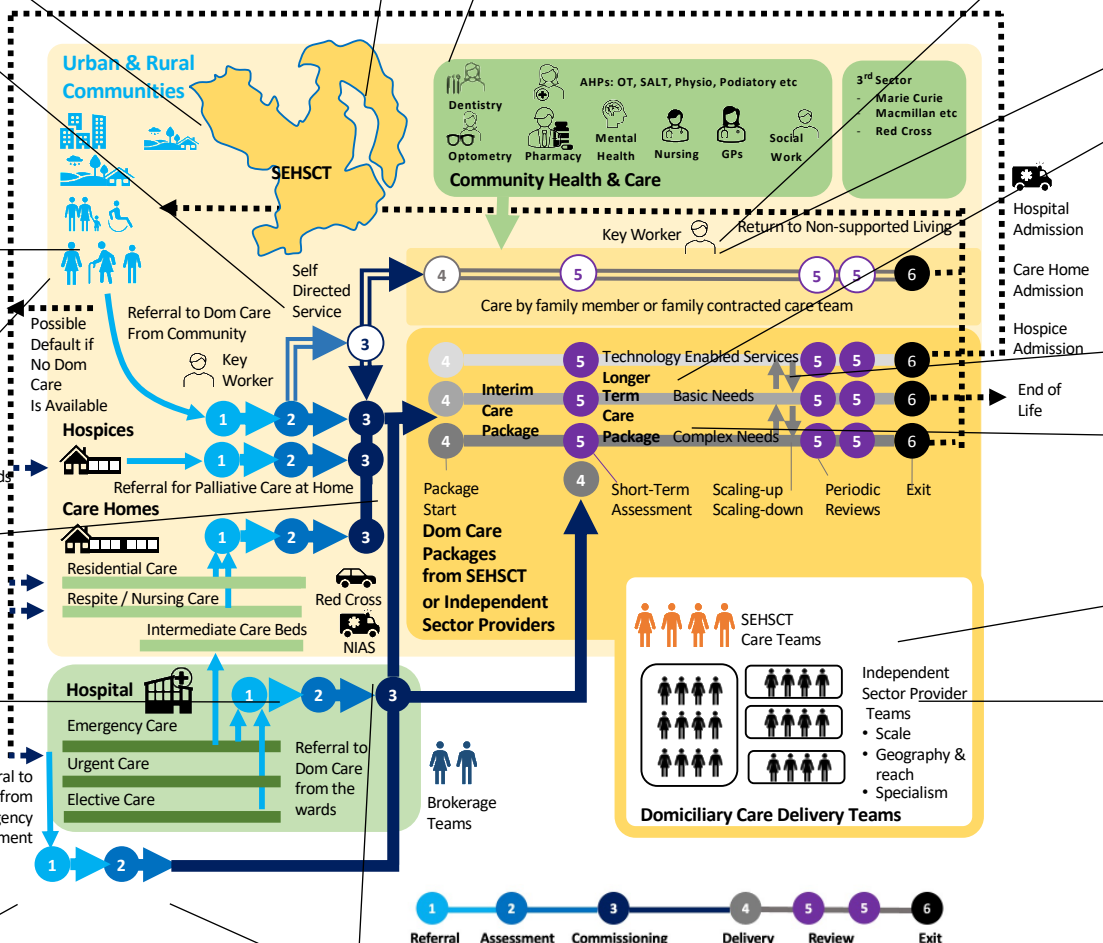 Urban & Rural
Communities
SEHSCT
Dentistry
AHPs: OT, SALT, Physio, Podiatory etc
Optometry
Pharmacy
Mental
Health
Nursing
GPs
Social
Work
Community Health & Care
3rd Sector
- Marie Curie
- Macmillan etc
- Red Cross
Hospital
Admission
Care Home
Admission
Hospice
Admission
End of
Life
Key Worker
Return to Non-supported Living
4
5
5
5
6
Care by family member or family contracted care team
Self
Directed
Service
3
Referral to Dom Care
From Community
Key
Worker
Possible
Default if
No Dom
Care
Is Available
4
5
Technology Enabled Services
5
5
6
Interim
Care
Package
Longer
Term
Care
Package
4
5
Basic Needs
5
5
6
4
5
Complex Needs
5
5
6
4
Package
Start
Short-Term
Assessment
Scaling-up
Scaling-down
Periodic
Reviews
Exit
Dom Care
Packages
from SEHSCT
or Independent
Sector Providers
1
2
3
Hospices
1
2
3
Referral for Palliative Care at Home
Care Homes
1
2
3
Residential Care
Respite / Nursing Care
Intermediate Care Beds
Red Cross
NIAS
Hospital
1
2
3
Emergency Care
Urgent Care
Elective Care
Referral to
Dom Care
from the
wards
Brokerage
Teams
SEHSCT
Care Teams
Independent
Sector Provider
Teams
• Scale
• Geography &
reach
• Specialism
Domiciliary Care Delivery Teams
to
from
1
2
1
2
3
4
5
5
6
Referral
Assessment
Commissioning
Delivery
Review
Exit